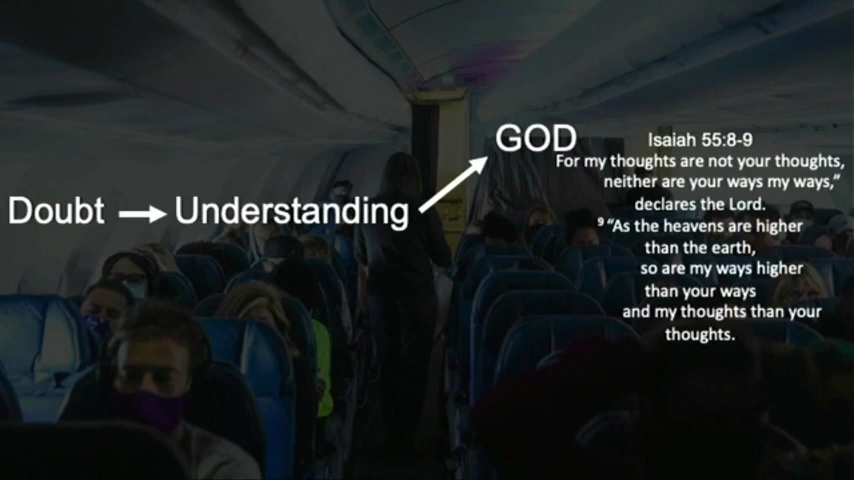 Doubt → Understanding
GOD
Isaiah 55:8-9
For my thoughts are not your thoughts,
neither are your ways my ways,”
declares the Lord.
⁹ “As the heavens are higher
than the earth,
so are my ways higher
than your ways
and my thoughts than your
thoughts.